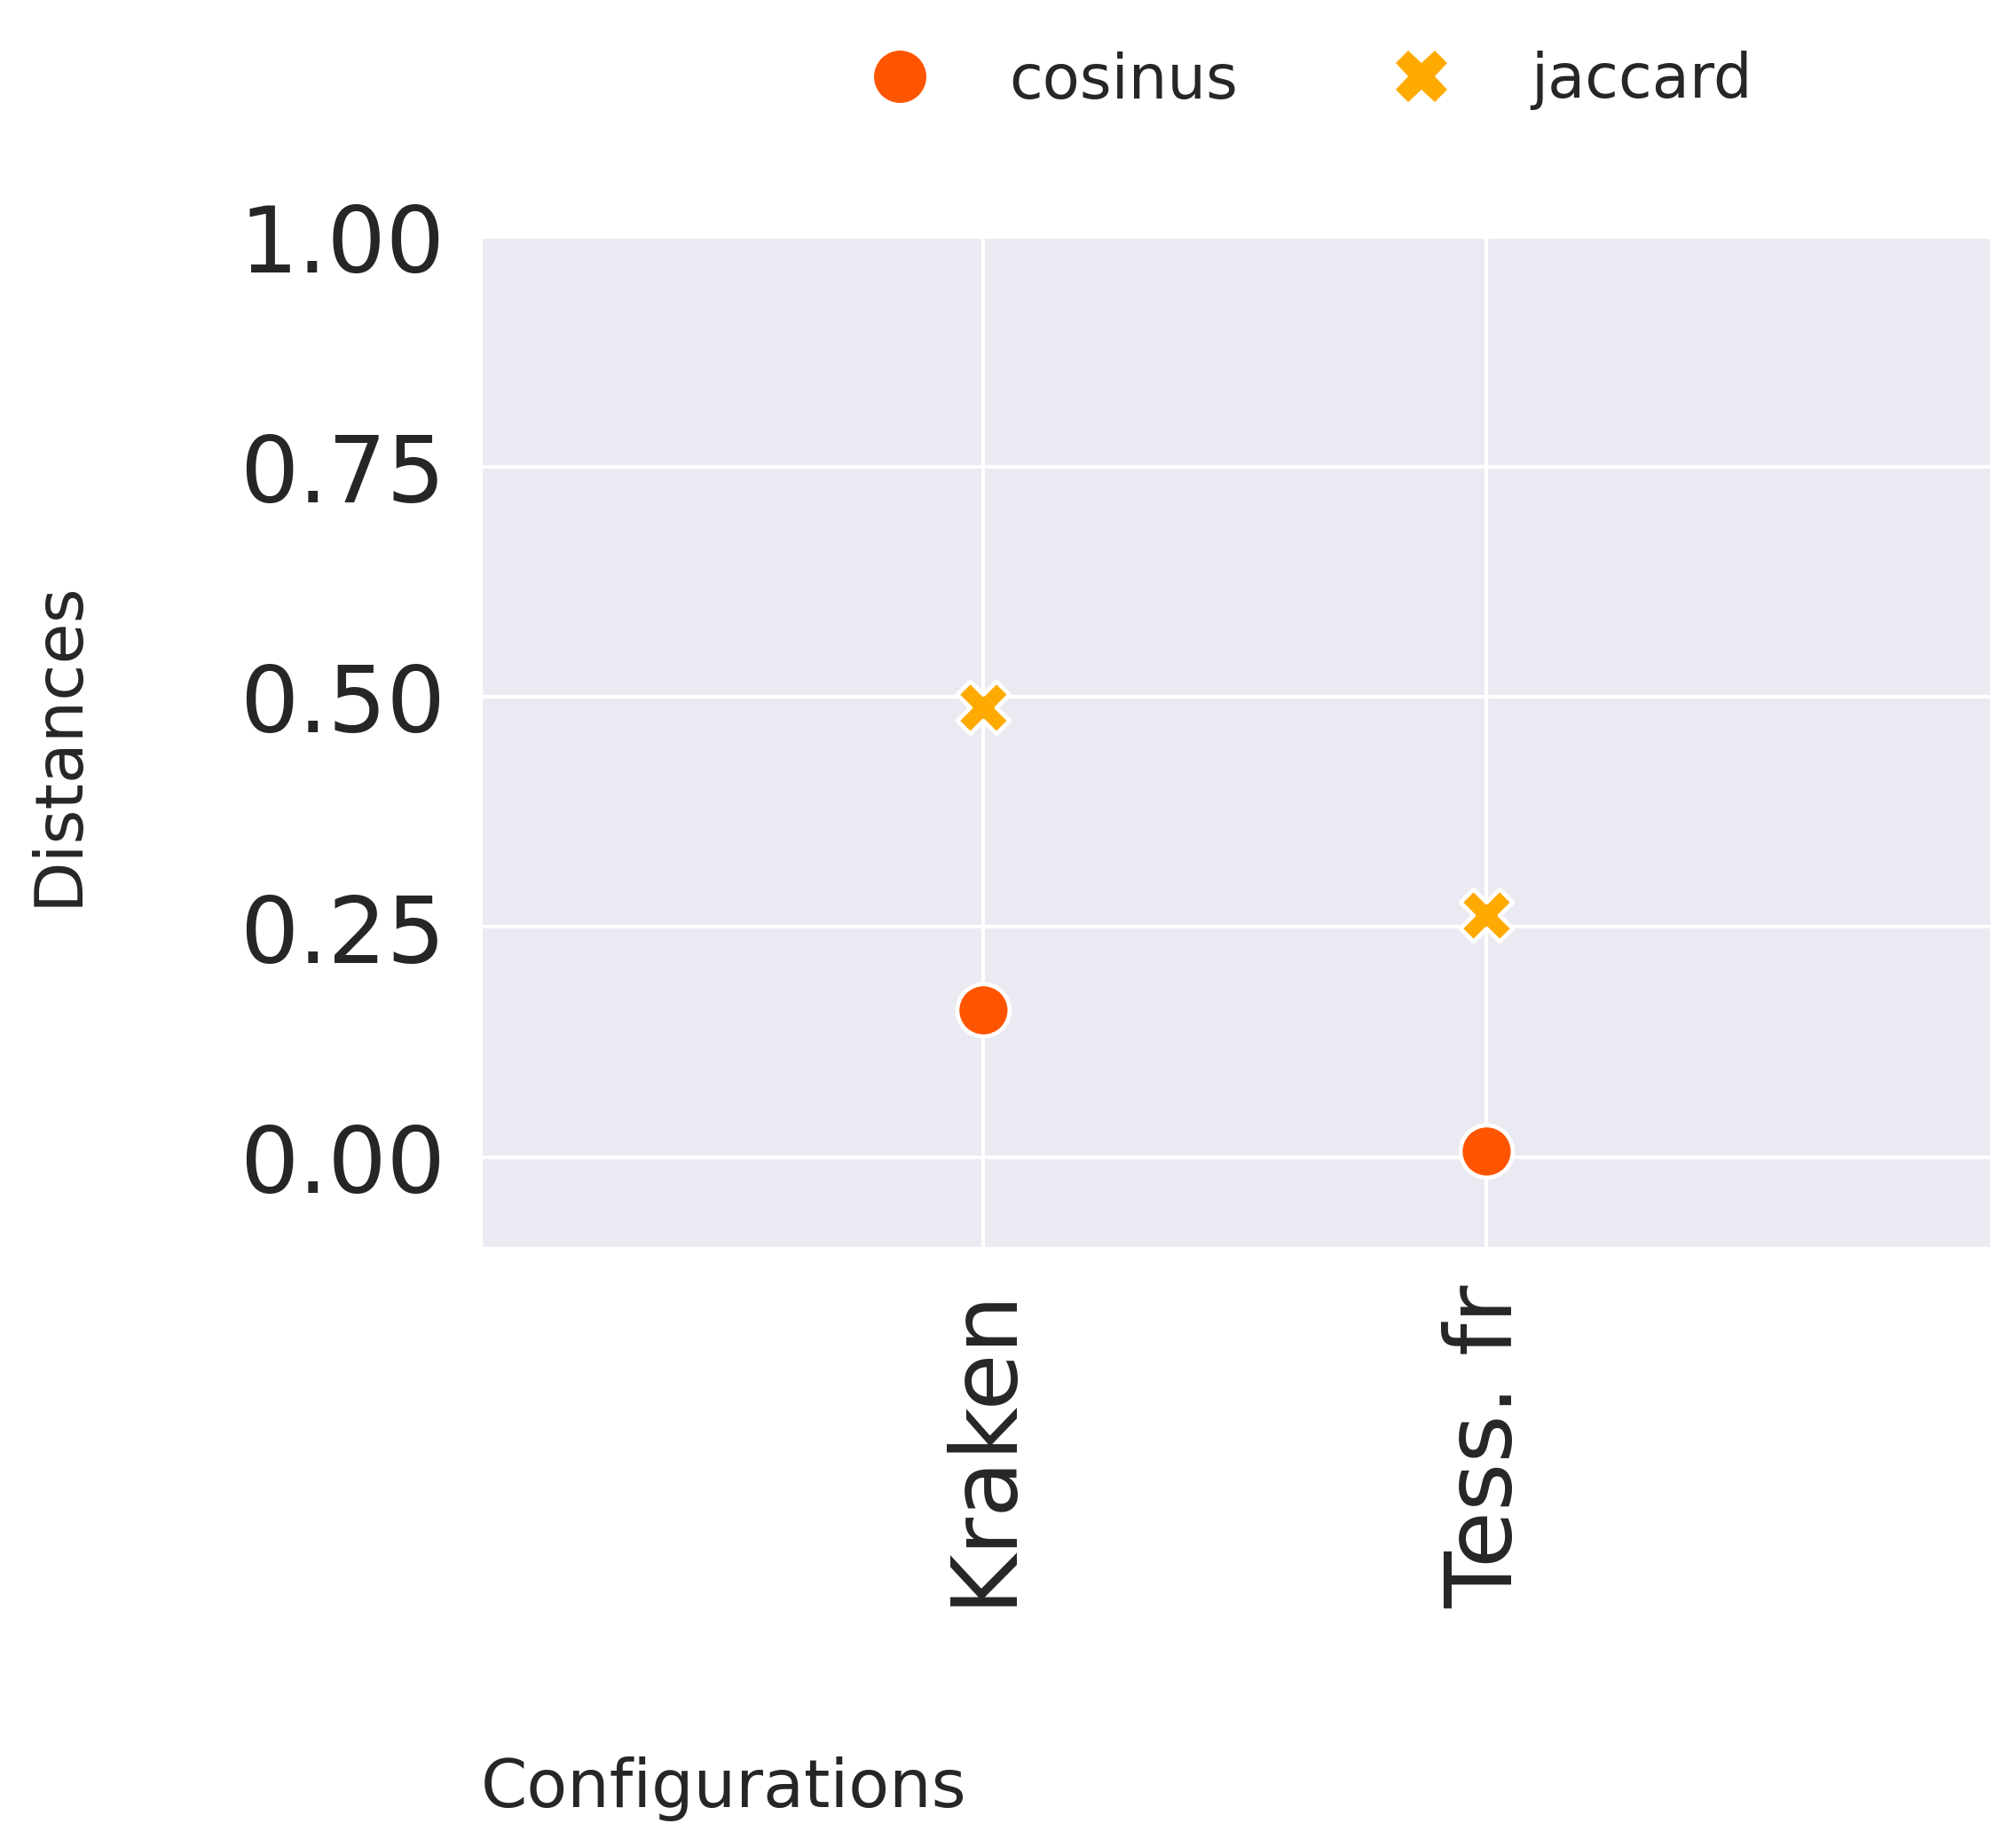 cosinus jaccard
1.00
0.75
0.50
0.25
0.00
Distances
Kraken
Tess. fr
Configurations